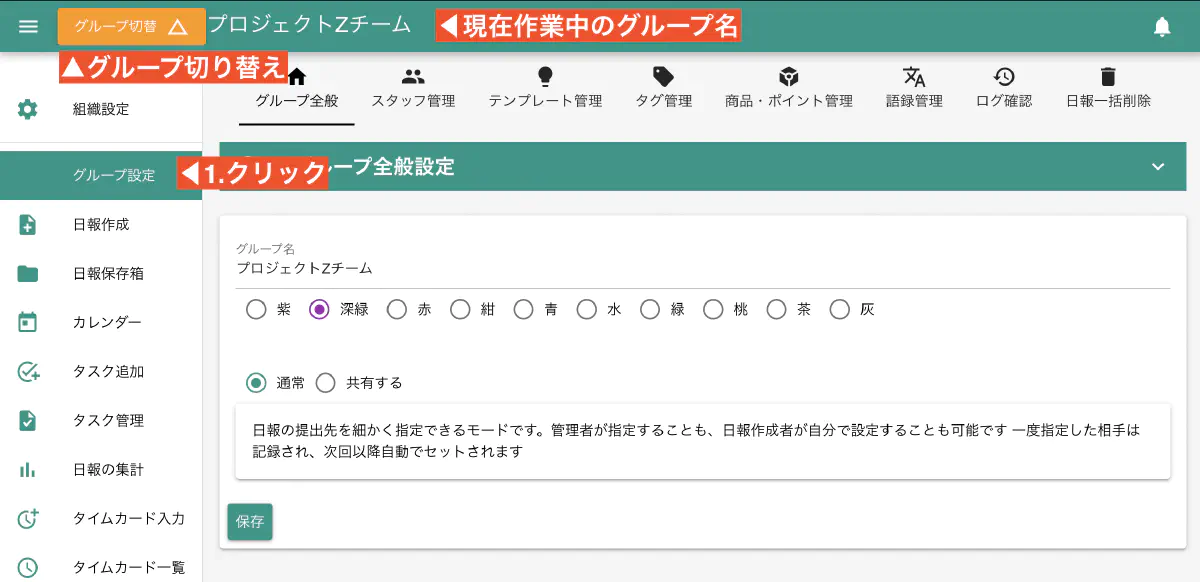 グループ切替 プロジェクトZチーム ◀現在作業中のグループ名
▲グループ切り替え
グループ全般 スタッフ管理 テンプレート管理 タグ管理 商品・ポイント管理 語録管理 ログ確認 日報一括削除
組織設定
グループ設定 ◀1.クリック
ープ全般設定
日報作成
日報保存箱
カレンダー
タスク追加
タスク管理
日報の集計
タイムカード入力
タイムカード一覧
グループ名
プロジェクトZチーム
紫 深緑 赤 紺 青 水 緑 桃 茶 灰
通常 共有する
日報の提出先を細かく指定できるモードです。管理者が指定することも、日報作成者が自分で設定することも可能です 一度指定した相手は
記録され、次回以降自動でセットされます
保存